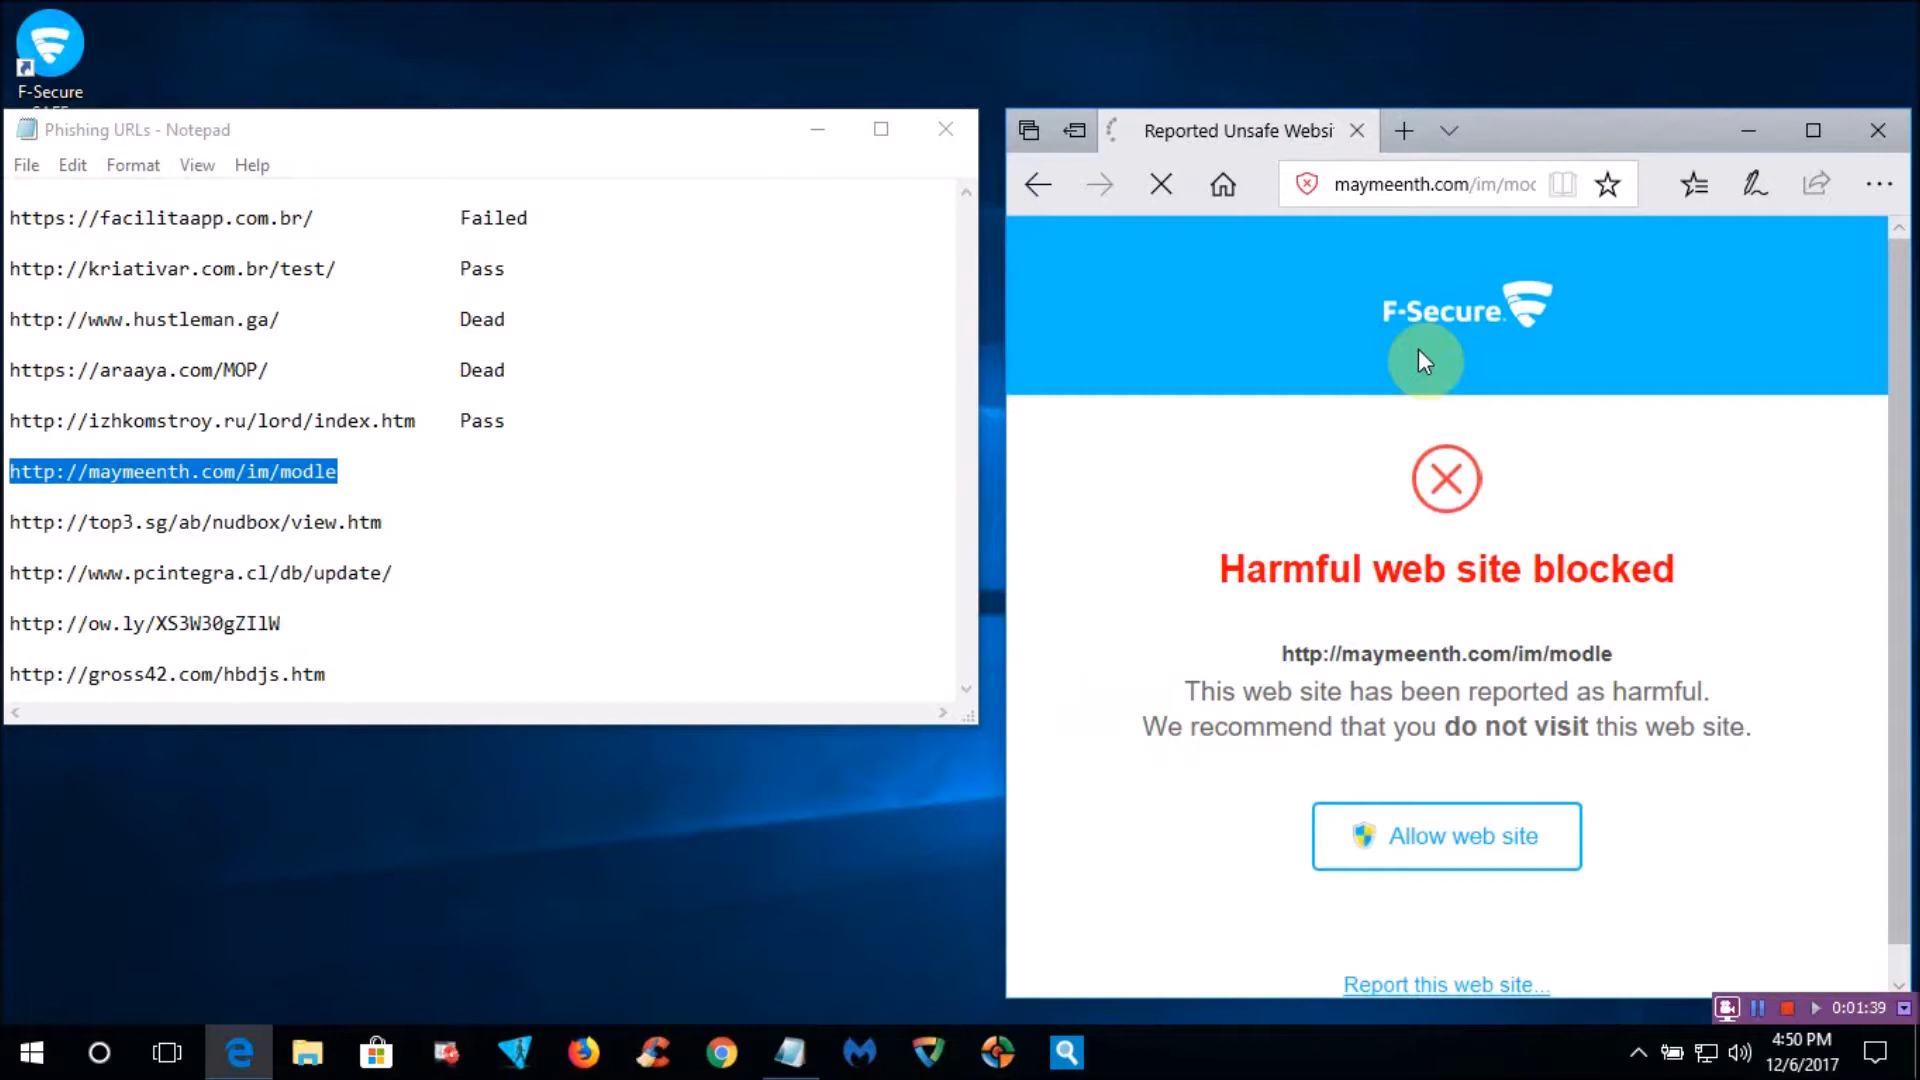 F-Secure
Phishing URLs - Notepad
File Edit Format View Help
https://facilitaapp.com.br/ Failed
http://kriativar.com.br/test/ Pass
http://www.hustleman.ga/ Dead
https://araaya.com/MOP/ Dead
http://izhkomstroy.ru/lord/index.htm Pass
http://maymeenth.com/im/modle
http://top3.sg/ab/nudbox/view.htm
http://www.pcintegra.cl/db/update/
http://ow.ly/XS3W30gZIlW
http://gross42.com/hbdjs.htm
Reported Unsafe Websi
maymeenth.com/im/moc
F-Secure.
Harmful web site blocked
http://maymeenth.com/im/modle
This web site has been reported as harmful.
We recommend that you do not visit this web site.
Allow web site
Report this web site...
0:01:39
4:50 PM
12/6/2017